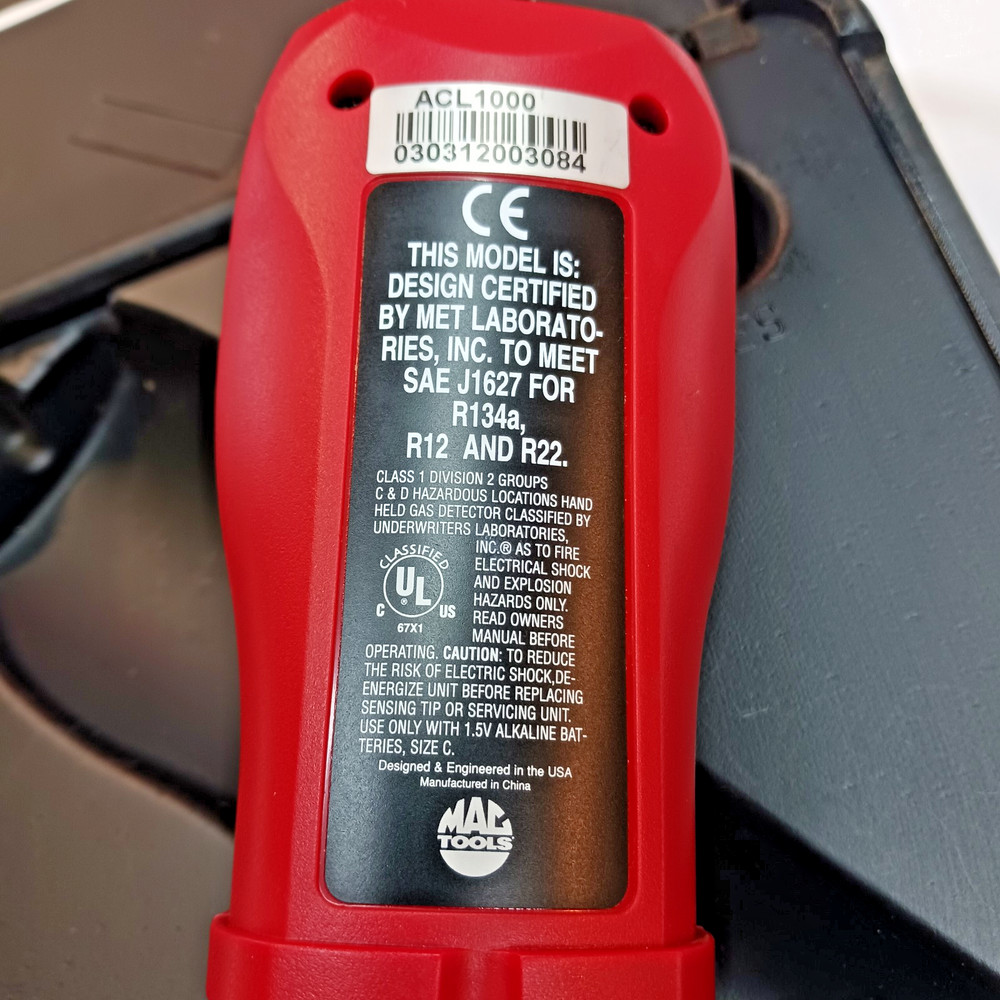 ACL1000
030312003084
CE
THIS MODEL IS:
DESIGN CERTIFIED
BY MET LABORATO-
RIES, INC. TO MEET
SAE J1627 FOR
R134a,
R12 AND R22.
CLASS 1 DIVISION 2 GROUPS
C & D HAZARDOUS LOCATIONS HAND
HELD GAS DETECTOR CLASSIFIED BY
UNDERWRITERS LABORATORIES,
INC.® AS TO FIRE
ELECTRICAL SHOCK
AND EXPLOSION
HAZARDS ONLY.
READ OWNERS
MANUAL BEFORE
CLASSIFIED
UL®
C US
67X1
OPERATING. CAUTION: TO REDUCE
THE RISK OF ELECTRIC SHOCK,DE-
ENERGIZE UNIT BEFORE REPLACING
SENSING TIP OR SERVICING UNIT.
USE ONLY WITH 1.5V ALKALINE BAT-
TERIES, SIZE C.
Designed & Engineered in the USA
Manufactured in China
MAC
TOOLS